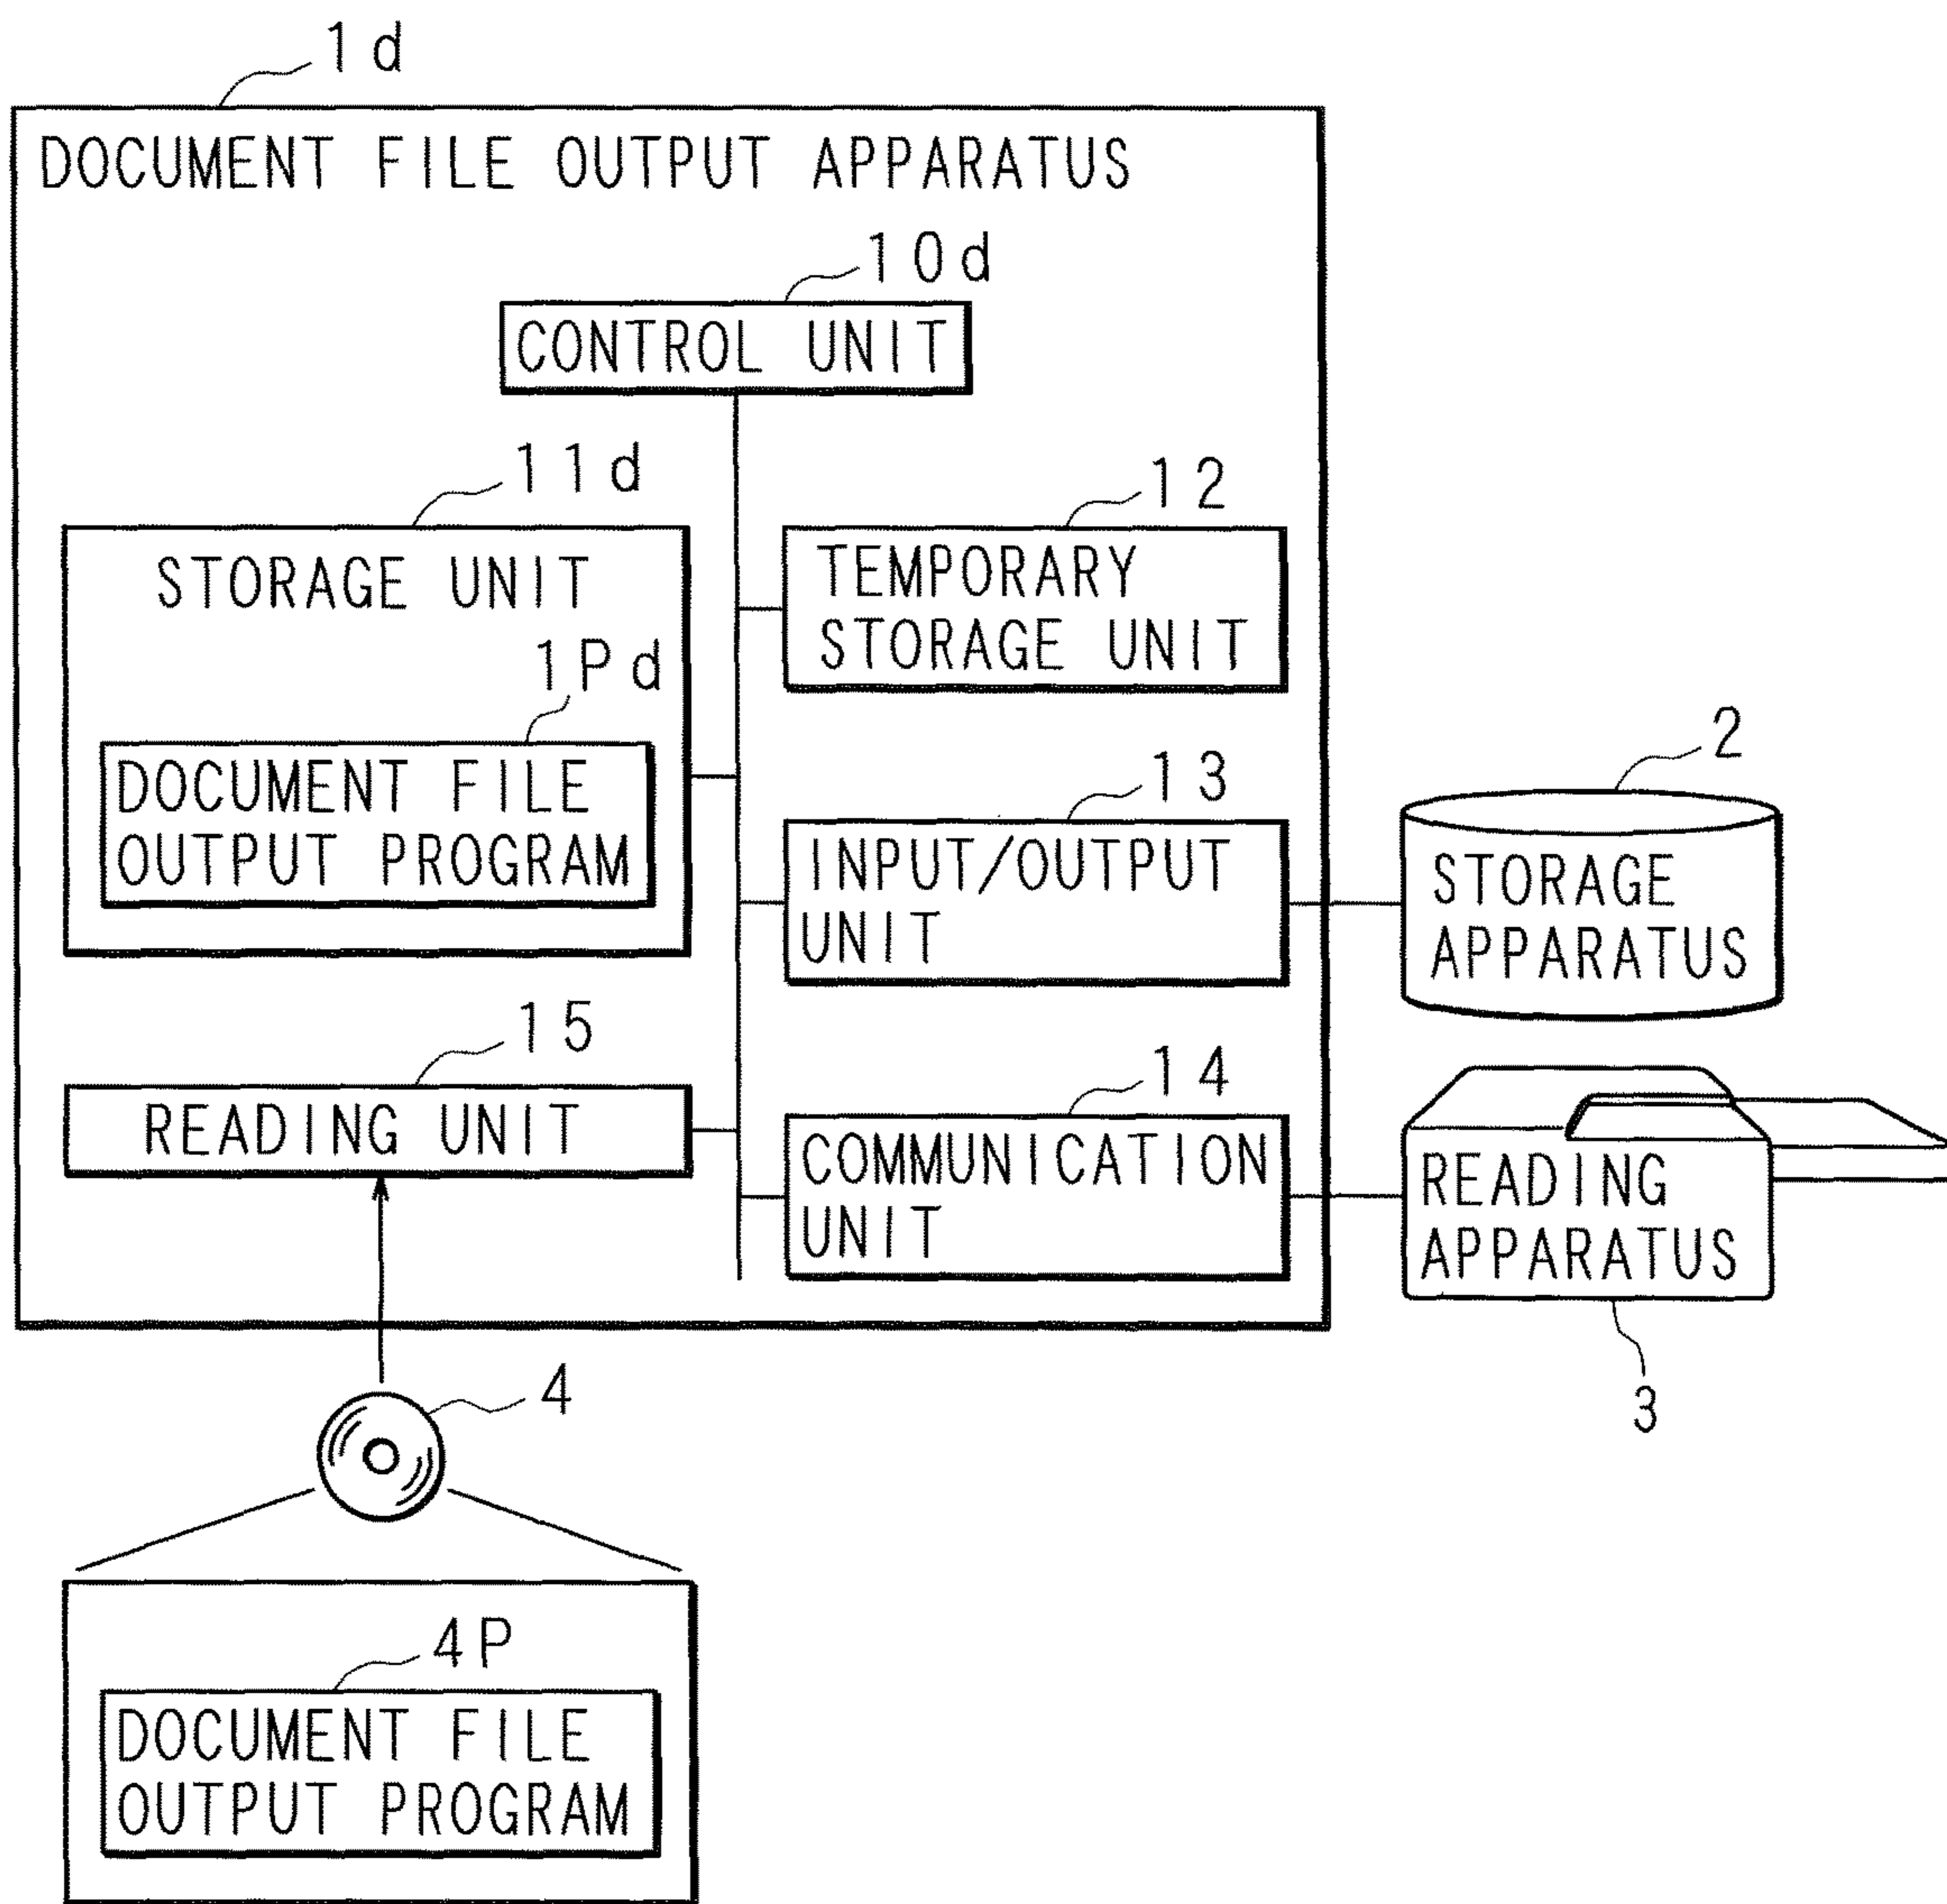 1d
DOCUMENT FILE OUTPUT APPARATUS
10d
CONTROL UNIT
11d
STORAGE UNIT
1Pd
DOCUMENT FILE
OUTPUT PROGRAM
12
TEMPORARY
STORAGE UNIT
13
INPUT/OUTPUT
UNIT
2
STORAGE
APPARATUS
15
READING UNIT
14
COMMUNICATION
UNIT
READING
APPARATUS
3
4
4P
DOCUMENT FILE
OUTPUT PROGRAM